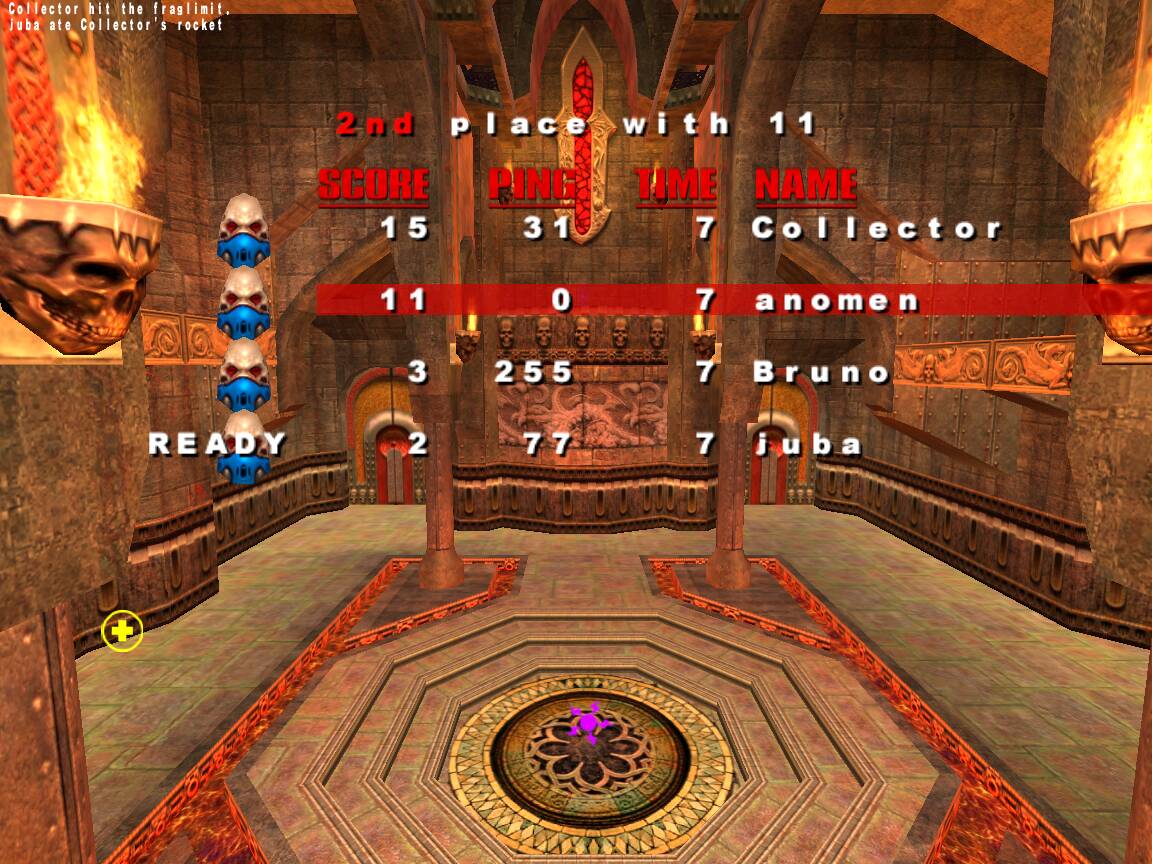 Collector hit the fraglimit.
juba ate Collector's rocket
2nd place with 11
SCORE PING TIME NAME
15 31 7 Collector
11 0 7 anomen
3 255 7 Bruno
READY 2 77 7 juba